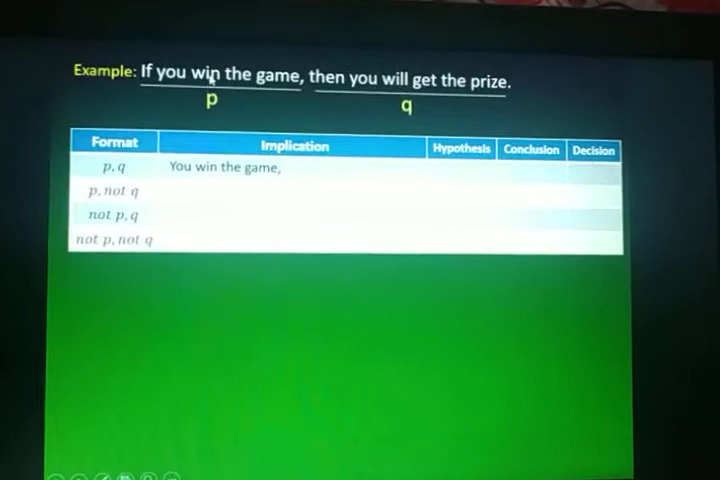 Example: If you win the game, then you will get the prize.
p q
Format Implication Hypothesis Conclusion Decision
p, q You win the game,
p, not q
not p, q
not p, not q